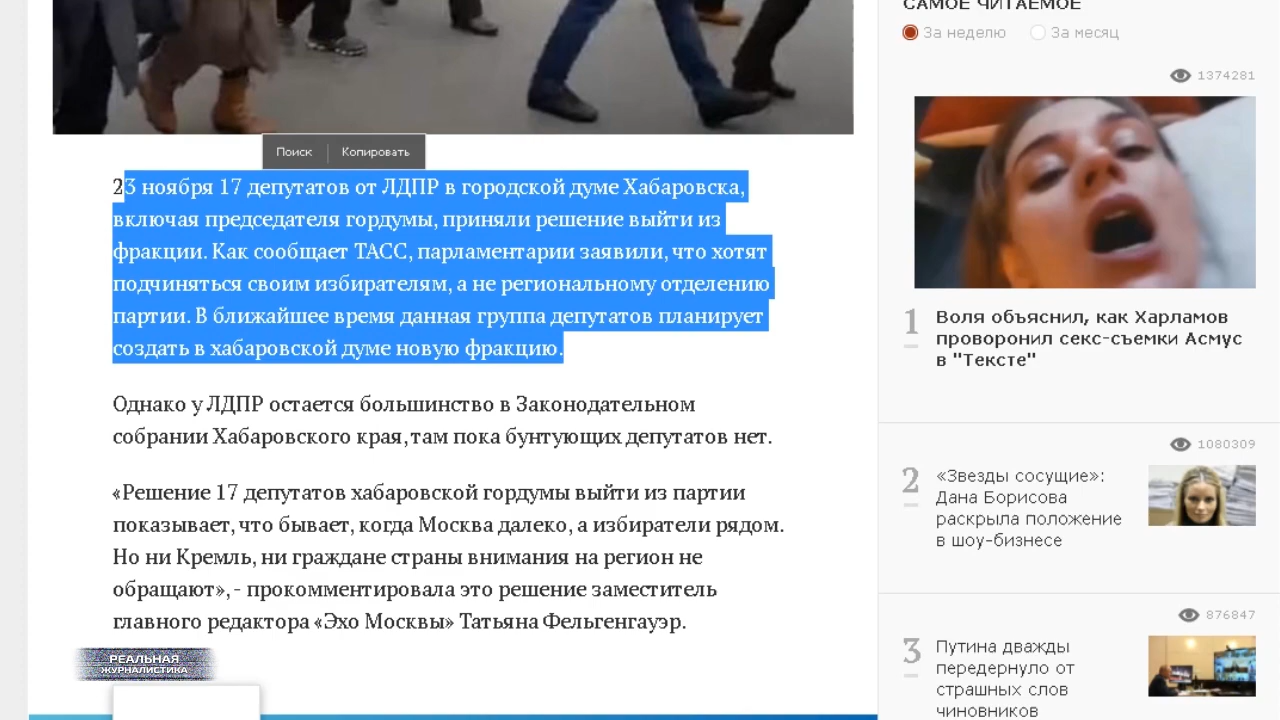 САМОЕ ЧИТАЕМОЕ
За неделю За месяц
1374281
Поиск Копировать
23 ноября 17 депутатов от ЛДПР в городской думе Хабаровска,
включая председателя гордумы, приняли решение выйти из
фракции. Как сообщает ТАСС, парламентарии заявили, что хотят
подчиняться своим избирателям, а не региональному отделению
партии. В ближайшее время данная группа депутатов планирует
создать в хабаровской думе новую фракцию.
Однако у ЛДПР остается большинство в Законодательном
собрании Хабаровского края, там пока бунтующих депутатов нет.
«Решение 17 депутатов хабаровской гордумы выйти из партии
показывает, что бывает, когда Москва далеко, а избиратели рядом.
Но ни Кремль, ни граждане страны внимания на регион не
обращают», - прокомментировала это решение заместитель
главного редактора «Эхо Москвы» Татьяна Фельгенгауэр.
РЕАЛЬНАЯ
ЖУРНАЛИСТИКА
1
Воля объяснил, как Харламов
проворонил секс-съемки Асмус
в "Тексте"
1080309
2
«Звезды сосущие»:
Дана Борисова
раскрыла положение
в шоу-бизнесе
876847
3
Путина дважды
передернуло от
страшных слов
чиновников